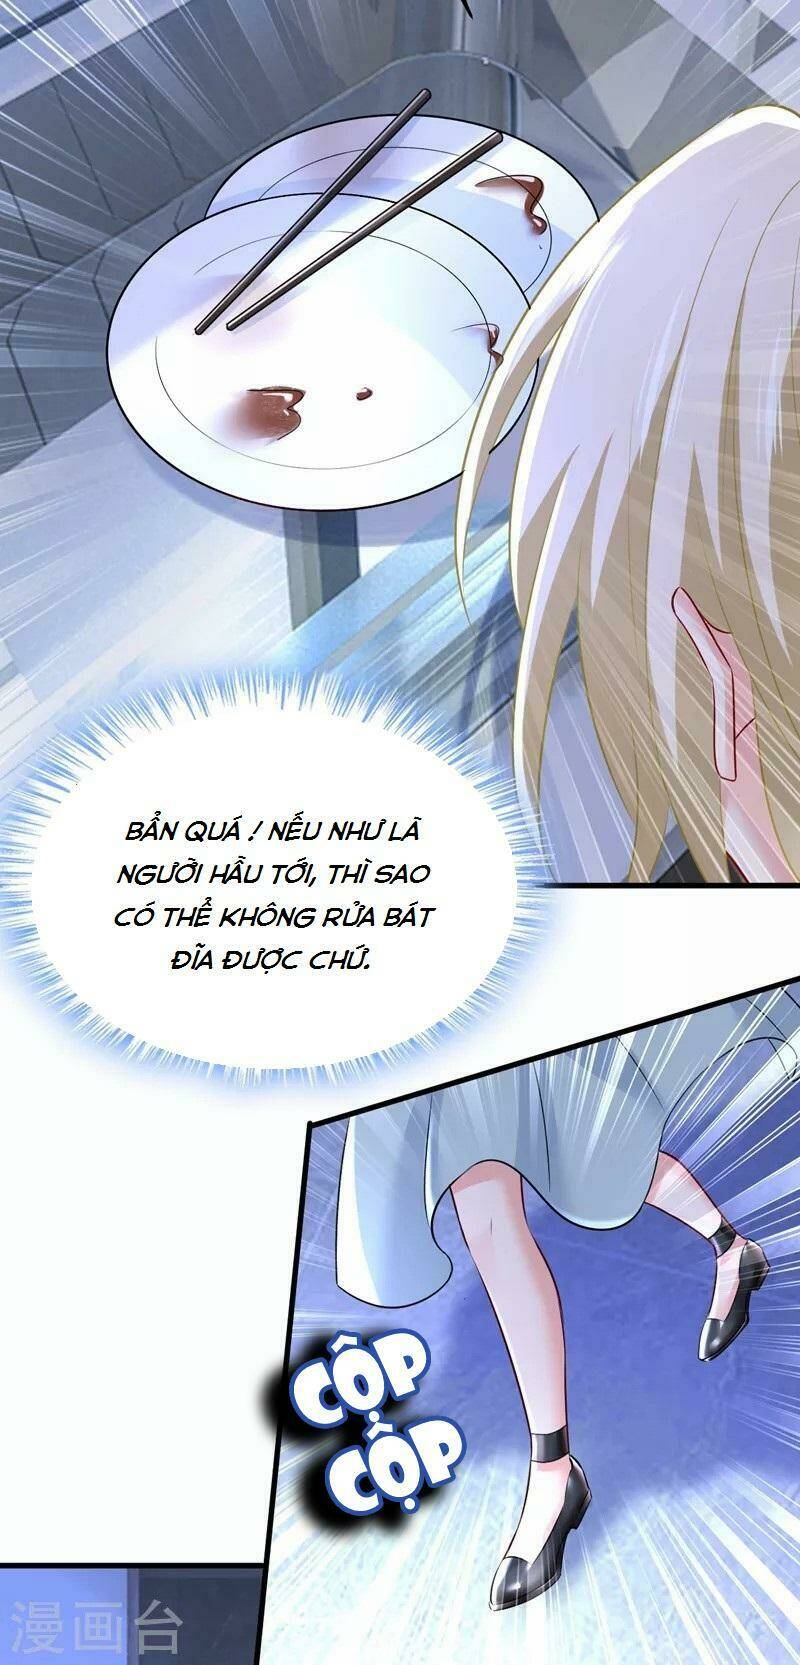 BẨN QUÁ! NẾU NHƯ LÀ
NGƯỜI HẦU TỚI, THÌ SAO
CÓ THỂ KHÔNG RỬA BÁT
ĐĨA ĐƯỢC CHỨ.
CỘP
CỘP
漫画台